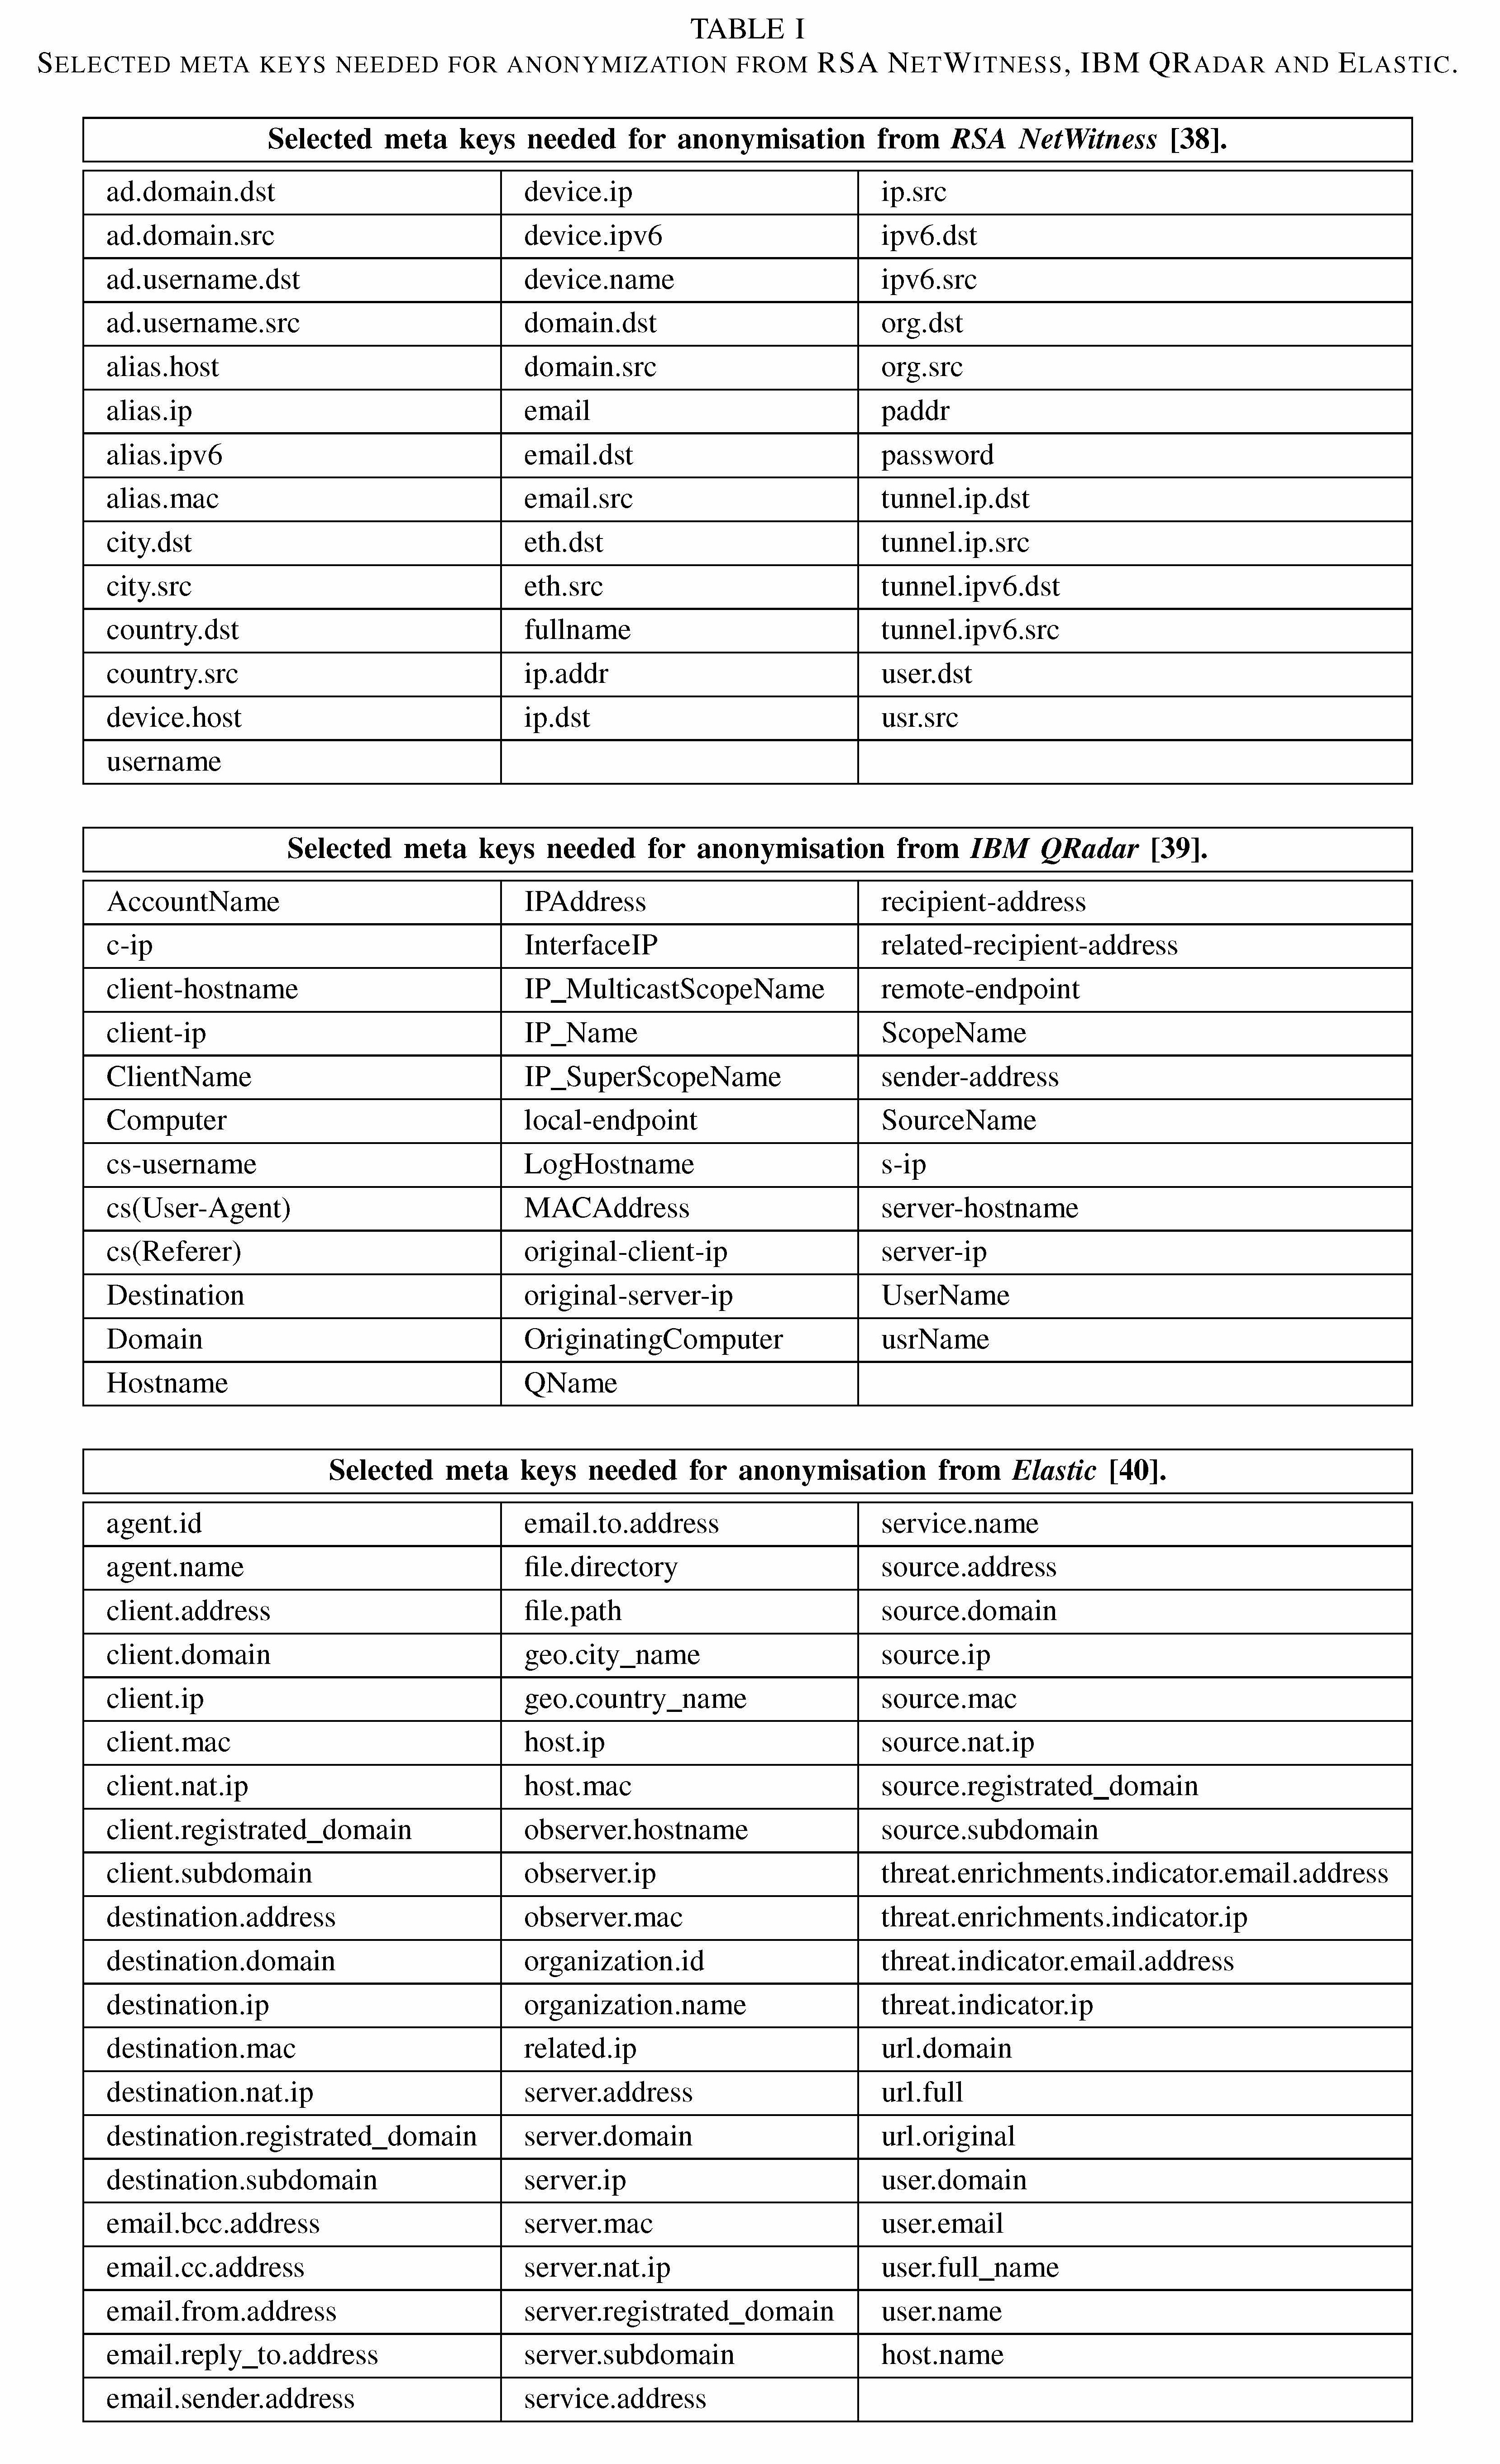 TABLE I
SELECTED META KEYS NEEDED FOR ANONYMIZATION FROM RSA NETWITNESS, IBM QRADAR AND ELASTIC.
Selected meta keys needed for anonymisation from RSA NetWitness [38].
ad.domain.dst device.ip ip.src
ad.domain.src device.ipv6 ipv6.dst
ad.username.dst device.name ipv6.src
ad.username.src domain.dst org.dst
alias.host domain.src org.src
alias.ip email paddr
alias.ipv6 email.dst password
alias.mac email.src tunnel.ip.dst
city.dst eth.dst tunnel.ip.src
city.src eth.src tunnel.ipv6.dst
country.dst fullname tunnel.ipv6.src
country.src ip.addr user.dst
device.host ip.dst usr.src
username
Selected meta keys needed for anonymisation from IBM QRadar [39].
AccountName IPAddress recipient-address
c-ip InterfaceIP related-recipient-address
client-hostname IP_MulticastScopeName remote-endpoint
client-ip IP_Name ScopeName
ClientName IP_SuperScopeName sender-address
Computer local-endpoint SourceName
cs-username LogHostname s-ip
cs(User-Agent) MACAddress server-hostname
cs(Referer) original-client-ip server-ip
Destination original-server-ip UserName
Domain OriginatingComputer usrName
Hostname QName
Selected meta keys needed for anonymisation from Elastic [40].
agent.id email.to.address service.name
agent.name file.directory source.address
client.address file.path source.domain
client.domain geo.city_name source.ip
client.ip geo.country_name source.mac
client.mac host.ip source.nat.ip
client.nat.ip host.mac source.registrated_domain
client.registrated_domain observer.hostname source.subdomain
client.subdomain observer.ip threat.enrichments.indicator.email.address
destination.address observer.mac threat.enrichments.indicator.ip
destination.domain organization.id threat.indicator.email.address
destination.ip organization.name threat.indicator.ip
destination.mac related.ip url.domain
destination.nat.ip server.address url.full
destination.registrated_domain server.domain url.original
destination.subdomain server.ip user.domain
email.bcc.address server.mac user.email
email.cc.address server.nat.ip user.full_name
email.from.address server.registrated_domain user.name
email.reply_to.address server.subdomain host.name
email.sender.address service.address